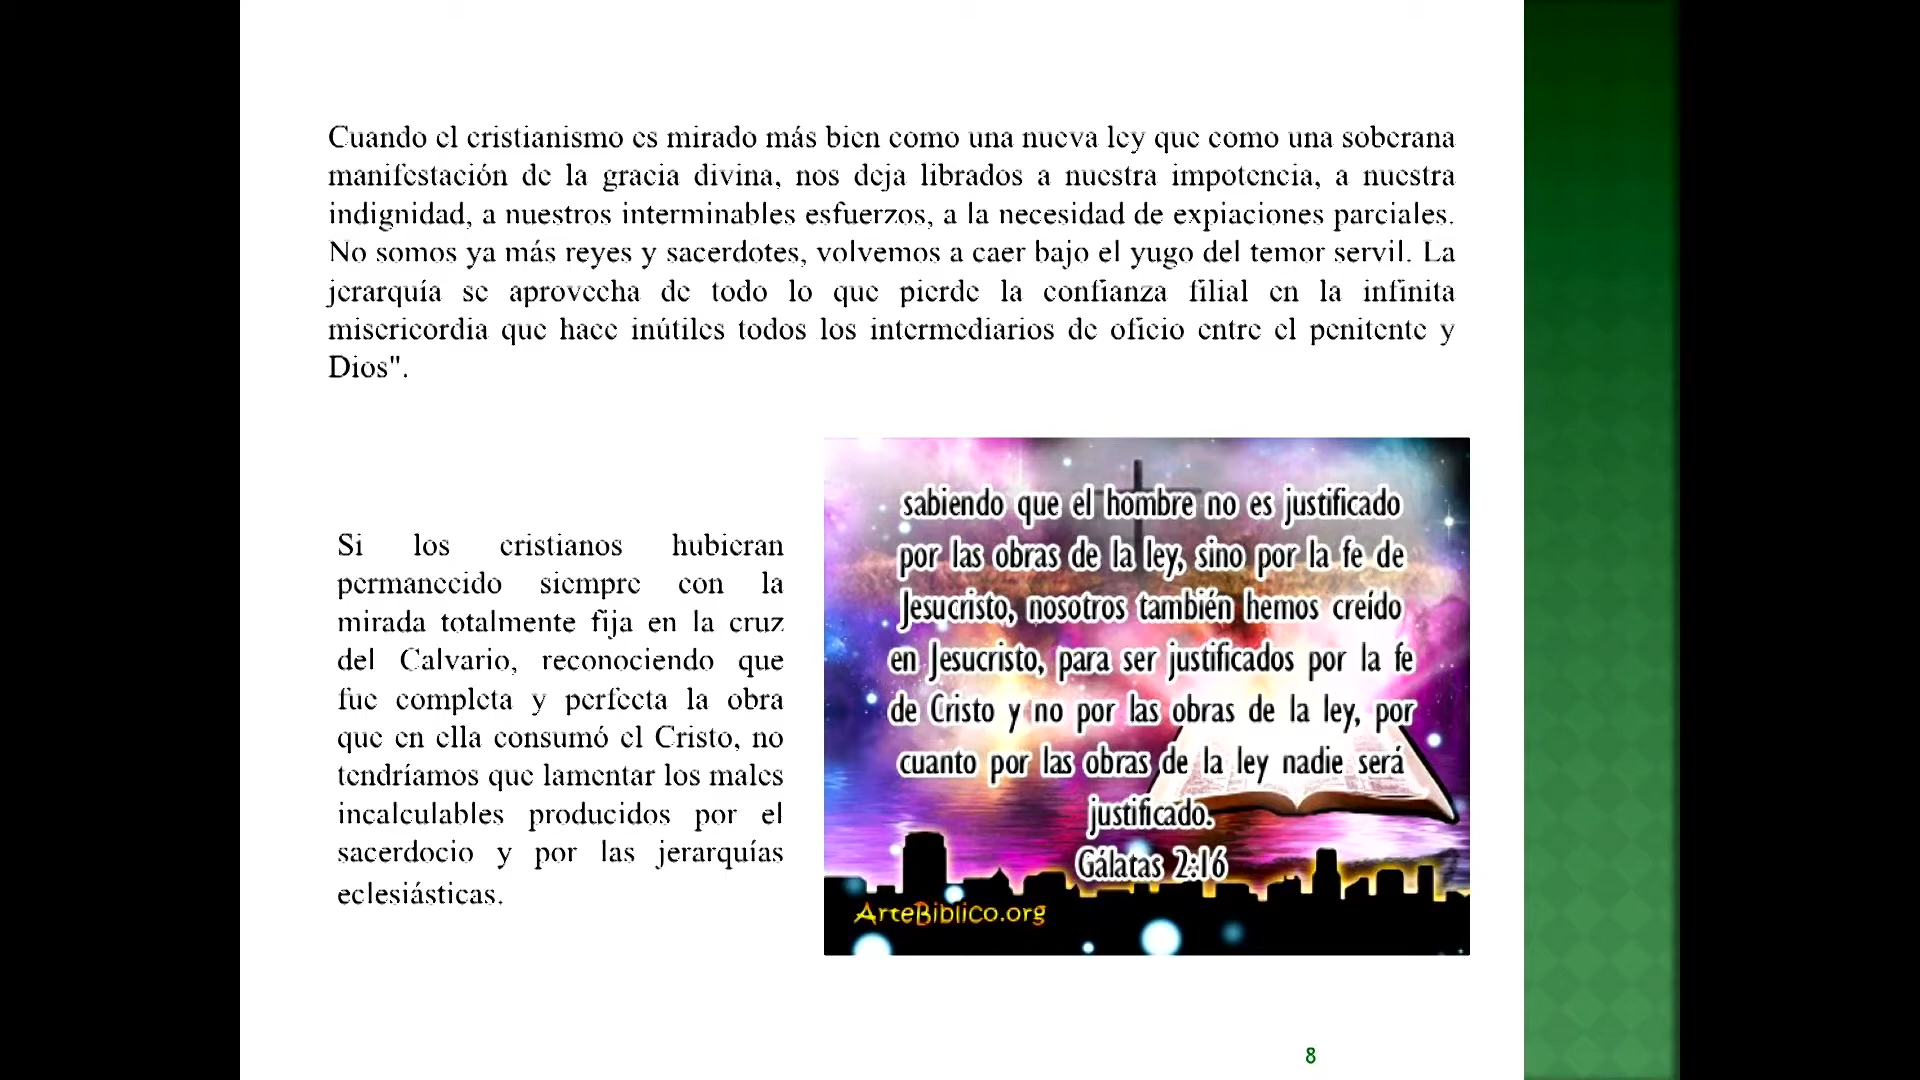 Cuando el cristianismo es mirado más bien como una nueva ley que como una soberana
manifestación de la gracia divina, nos deja librados a nuestra impotencia, a nuestra
indignidad, a nuestros interminables esfuerzos, a la necesidad de expiaciones parciales.
No somos ya más reyes y sacerdotes, volvemos a caer bajo el yugo del temor servil. La
jerarquía se aprovecha de todo lo que pierde la confianza filial en la infinita
misericordia que hace inútiles todos los intermediarios de oficio entre el penitente y
Dios".
Si los cristianos hubieran
permanecido siempre con la
mirada totalmente fija en la cruz
del Calvario, reconociendo que
fue completa y perfecta la obra
que en ella consumó el Cristo, no
tendríamos que lamentar los males
incalculables producidos por el
sacerdocio y por las jerarquías
eclesiásticas.
sabiendo que el hombre no es justificado
por las obras de la ley, sino por la fe de
Jesucristo, nosotros también hemos creído
en Jesucristo, para ser justificados por la fe
de Cristo y no por las obras de la ley, por
cuanto por las obras de la ley nadie será
justificado.
Gálatas 2:16
ArteBiblico.org
8